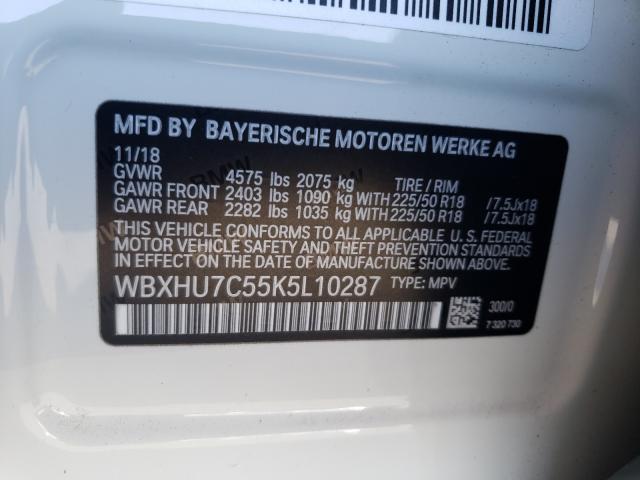 MFD BY BAYERISCHE MOTOREN WERKE AG
11/18
GVWR 4575 lbs 2075 kg TIRE / RIM
GAWR FRONT 2403 lbs 1090 kg WITH 225/50 R18 /7.5Jx18
GAWR REAR 2282 lbs 1035 kg WITH 225/50 R18 /7.5Jx18
THIS VEHICLE CONFORMS TO ALL APPLICABLE U. S. FEDERAL
MOTOR VEHICLE SAFETY AND THEFT PREVENTION STANDARDS
IN EFFECT ON THE DATE OF MANUFACTURE SHOWN ABOVE.
WBXHU7C55K5L10287 TYPE: MPV
300/0
7 320 730